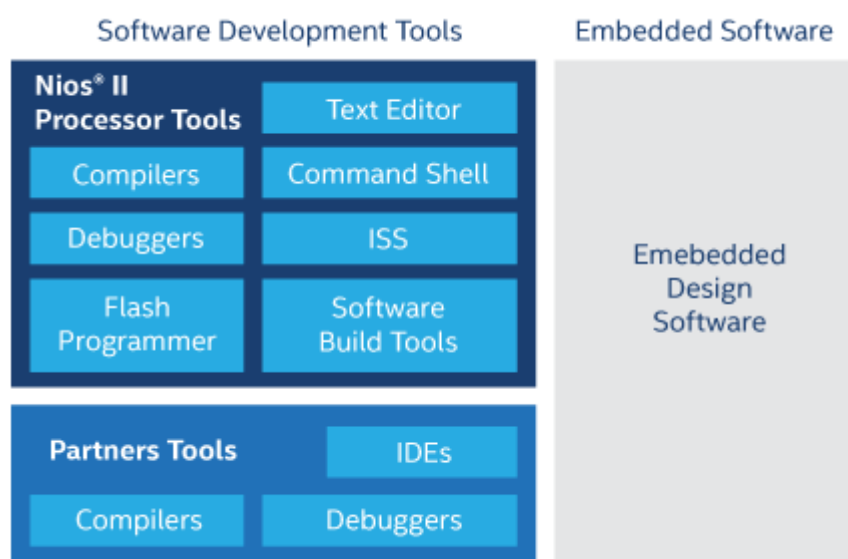 Software Development Tools
Embedded Software
Nios® II
Processor Tools
Text Editor
Compilers
Command Shell
Debuggers
ISS
Flash
Programmer
Software
Build Tools
Partners Tools
IDEs
Compilers
Debuggers
Emebedded
Design
Software